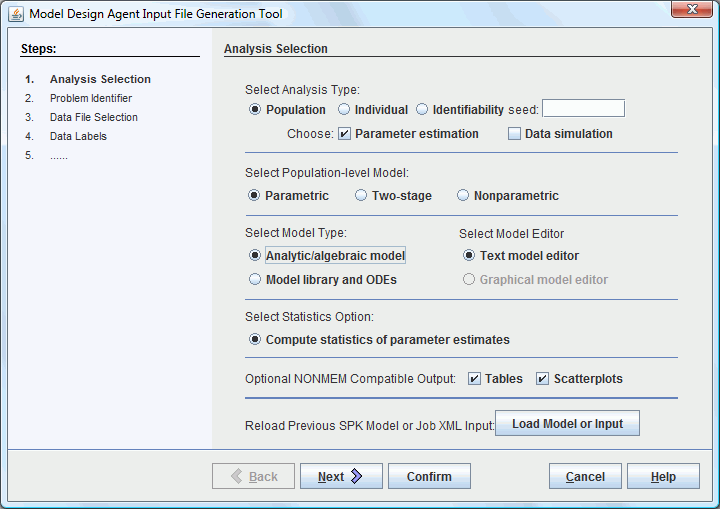 Model Design Agent Input File Generation Tool
Steps:
1. Analysis Selection
2. Problem Identifier
3. Data File Selection
4. Data Labels
5. ......
Analysis Selection
Select Analysis Type:
Population Individual Identifiability seed:
Choose: Parameter estimation Data simulation
Select Population-level Model:
Parametric Two-stage Nonparametric
Select Model Type: Select Model Editor
Analytic/algebraic model Text model editor
Model library and ODEs Graphical model editor
Select Statistics Option:
Compute statistics of parameter estimates
Optional NONMEM Compatible Output: Tables Scatterplots
Reload Previous SPK Model or Job XML Input: Load Model or Input
Back Next Confirm Cancel Help